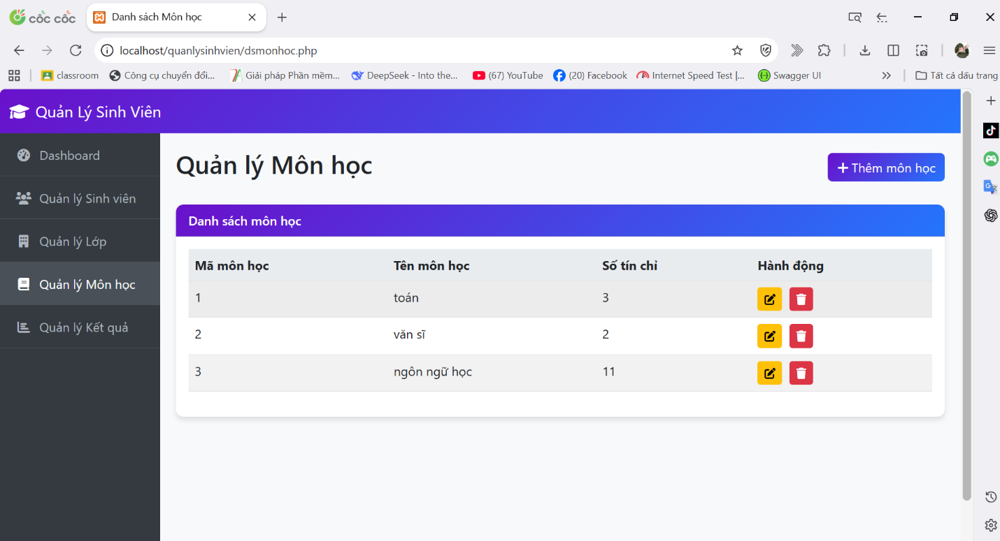 cốc cốc
Danh sách Môn học
localhost/quanlysinhvien/dsmonhoc.php
classroom Công cụ chuyển đổi... Giải pháp Phần mềm... DeepSeek - Into the... (67) YouTube (20) Facebook Internet Speed Test |... Swagger UI Tất cả dấu trang
Quản Lý Sinh Viên
Dashboard
Quản lý Sinh viên
Quản lý Lớp
Quản lý Môn học
Quản lý Kết quả
Quản lý Môn học
Thêm môn học
Danh sách môn học
Mã môn học Tên môn học Số tín chỉ Hành động
1 toán 3
2 văn sĩ 2
3 ngôn ngữ học 11